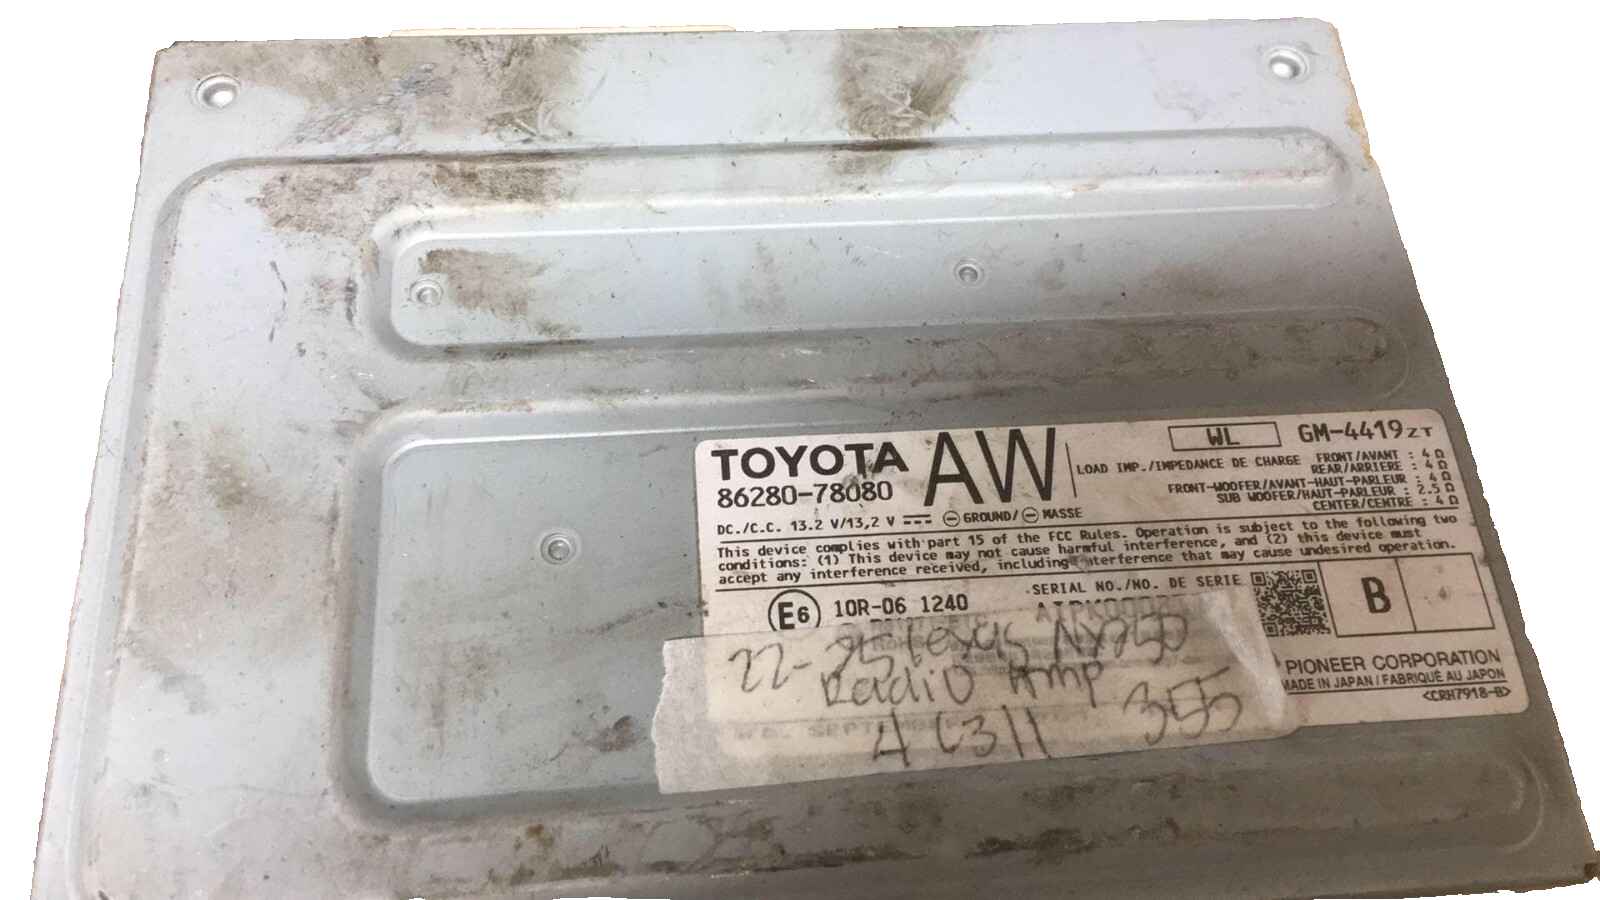 TOYOTA AW
86280-78080
WL GM-4419ZT
LOAD IMP./IMPEDANCE DE CHARGE FRONT/AVANT : 4 Ω
REAR/ARRIERE : 4 Ω
FRONT-WOOFER/AVANT-HAUT-PARLEUR : 4 Ω
SUB WOOFER/HAUT-PARLEUR : 2.5 Ω
CENTER/CENTRE : 4 Ω
DC./C.C. 13.2 V/13,2 V ⎓ ⊖GROUND/⊖ MASSE
This device complies with part 15 of the FCC Rules. Operation is subject to the following two
conditions: (1) This device may not cause harmful interference, and (2) this device must
accept any interference received, including interference that may cause undesired operation.
E6 10R-06 1240
SERIAL NO./NO. DE SERIE
B
22-25 Lexus NX250
Radio Amp
A C311 355
PIONEER CORPORATION
MADE IN JAPAN / FABRIQUÉ AU JAPON
<CRH7918-B>